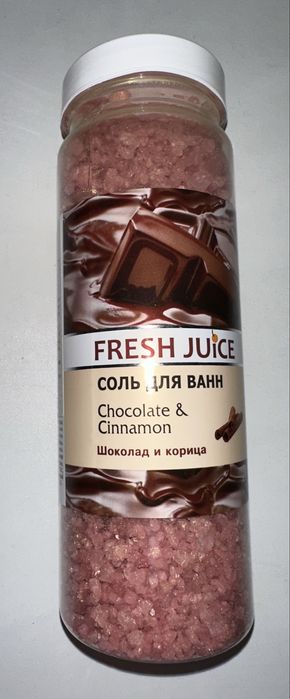 FRESH JUICE
СОЛЬ ДЛЯ ВАНН
Chocolate &
Cinnamon
Шоколад и корица